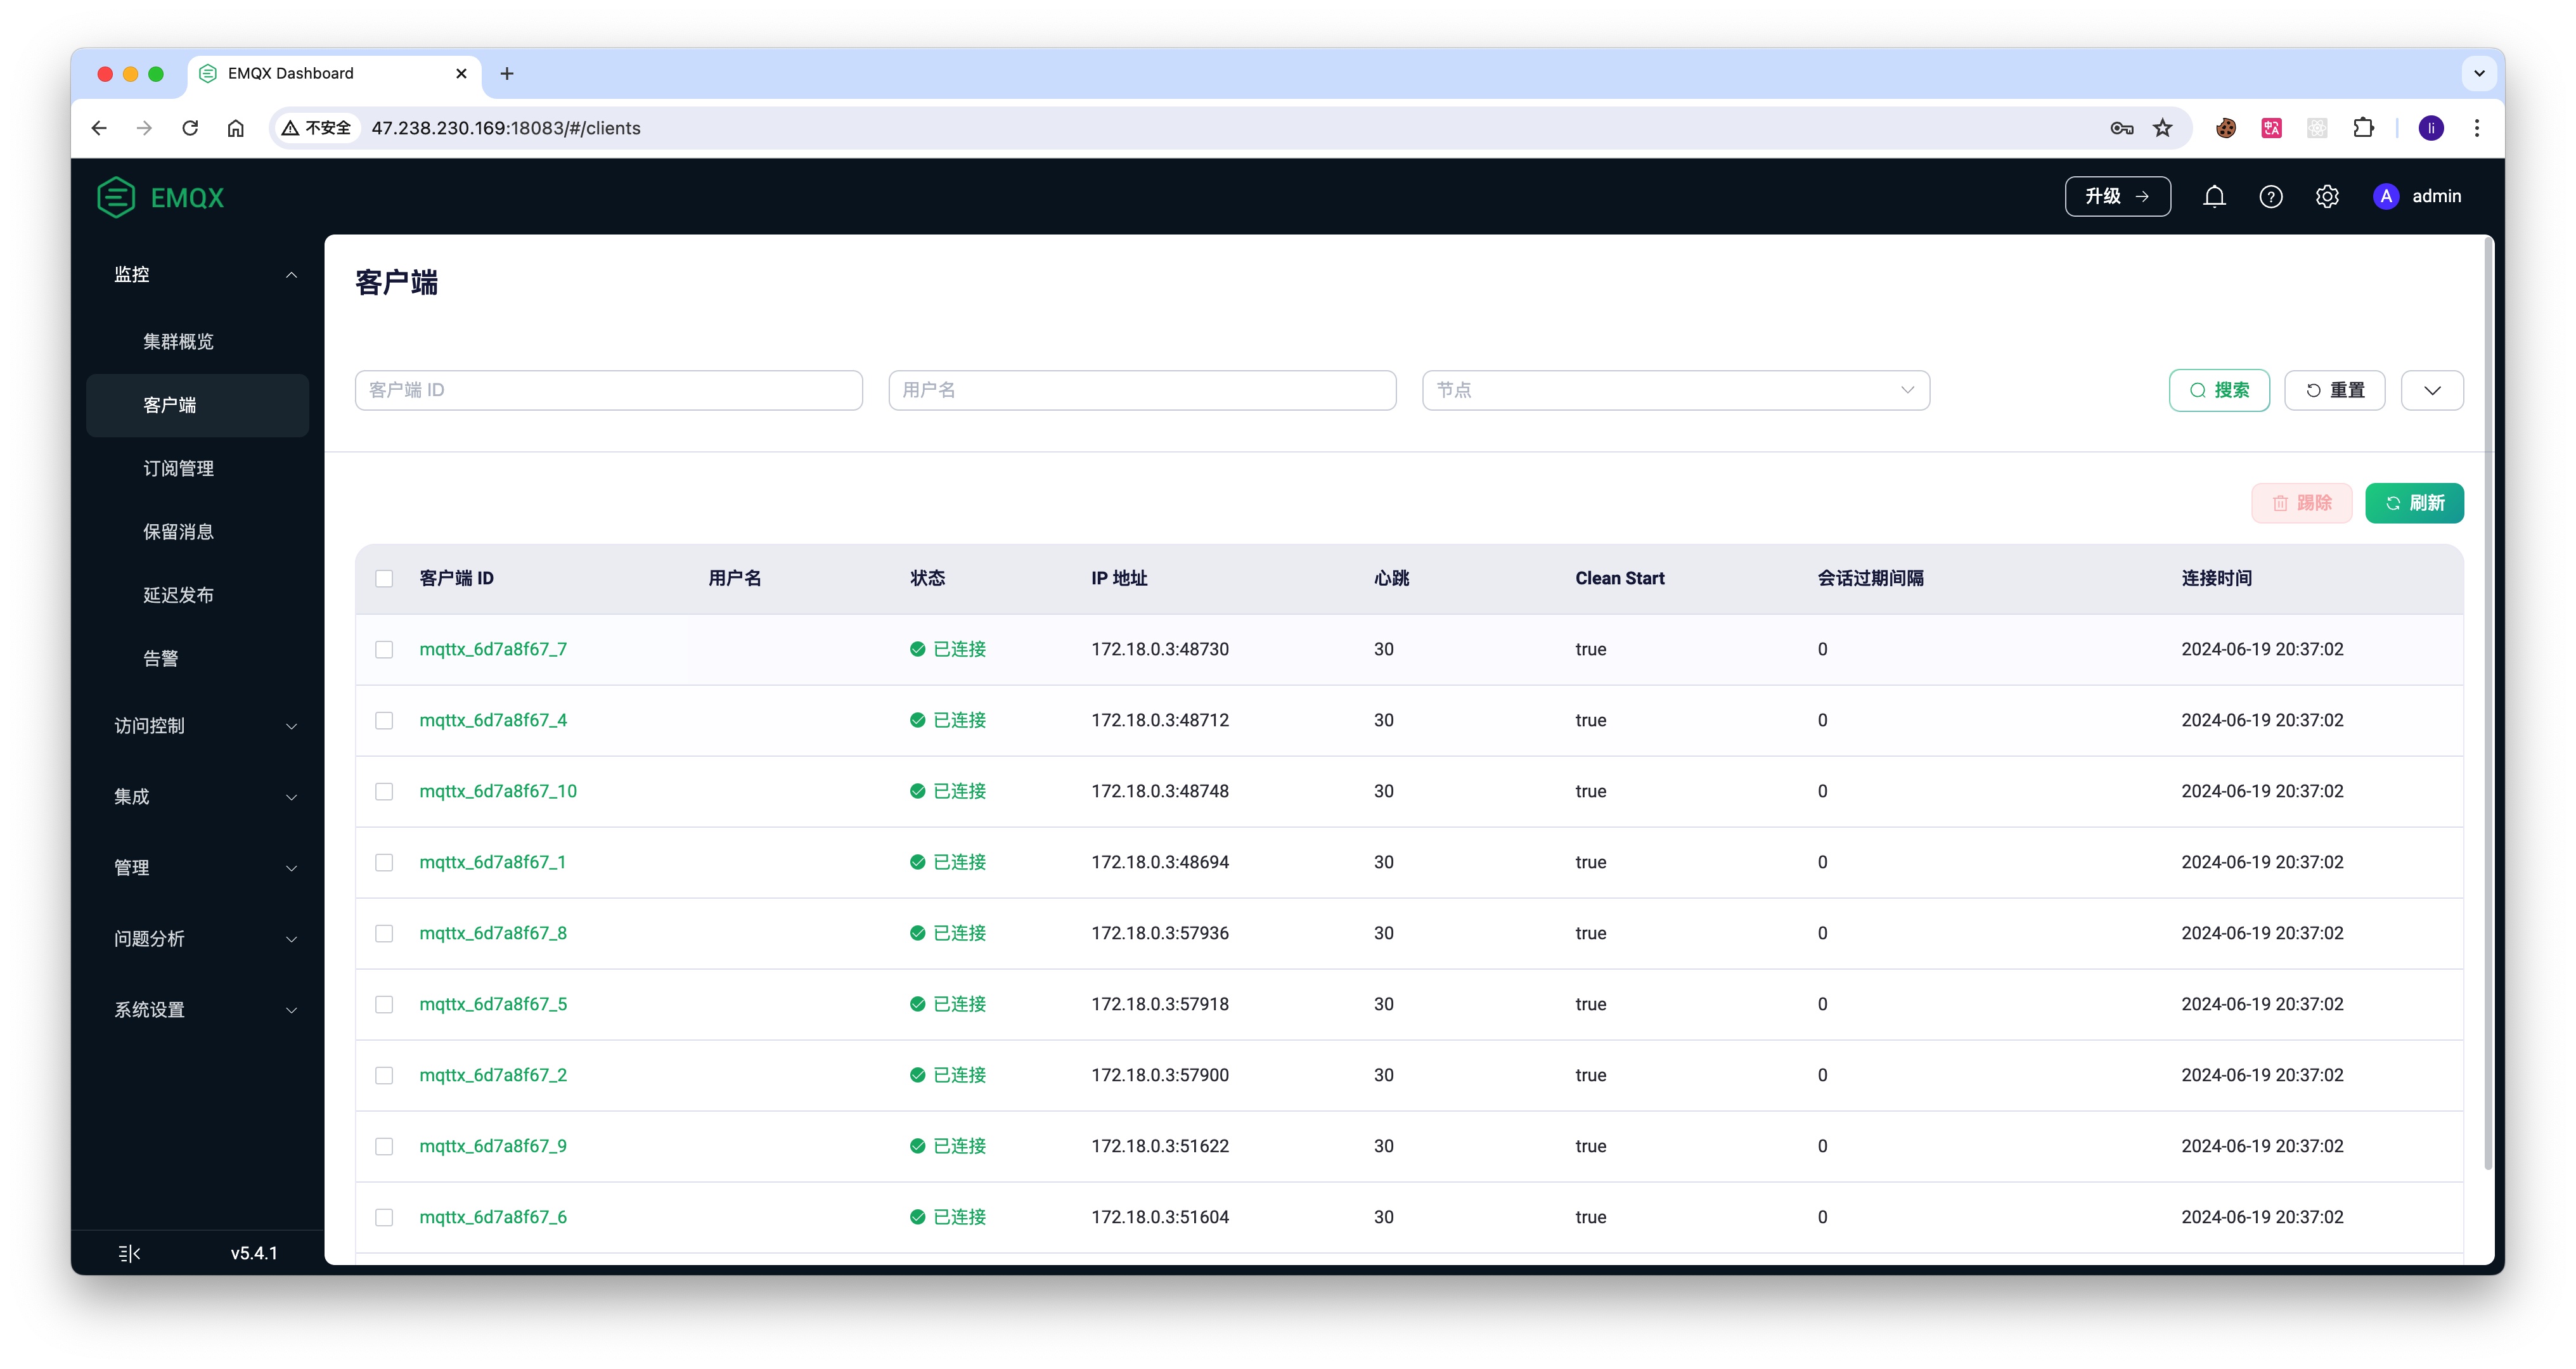 EMQX Dashboard
不安全 47.238.230.169:18083/#/clients
li
EMQX
升级
A admin
监控
集群概览
客户端
订阅管理
保留消息
延迟发布
告警
访问控制
集成
管理
问题分析
系统设置
v5.4.1
客户端
客户端 ID 用户名 节点 搜索 重置
踢除 刷新
客户端 ID 用户名 状态 IP 地址 心跳 Clean Start 会话过期间隔 连接时间
mqttx_6d7a8f67_7 已连接 172.18.0.3:48730 30 true 0 2024-06-19 20:37:02
mqttx_6d7a8f67_4 已连接 172.18.0.3:48712 30 true 0 2024-06-19 20:37:02
mqttx_6d7a8f67_10 已连接 172.18.0.3:48748 30 true 0 2024-06-19 20:37:02
mqttx_6d7a8f67_1 已连接 172.18.0.3:48694 30 true 0 2024-06-19 20:37:02
mqttx_6d7a8f67_8 已连接 172.18.0.3:57936 30 true 0 2024-06-19 20:37:02
mqttx_6d7a8f67_5 已连接 172.18.0.3:57918 30 true 0 2024-06-19 20:37:02
mqttx_6d7a8f67_2 已连接 172.18.0.3:57900 30 true 0 2024-06-19 20:37:02
mqttx_6d7a8f67_9 已连接 172.18.0.3:51622 30 true 0 2024-06-19 20:37:02
mqttx_6d7a8f67_6 已连接 172.18.0.3:51604 30 true 0 2024-06-19 20:37:02